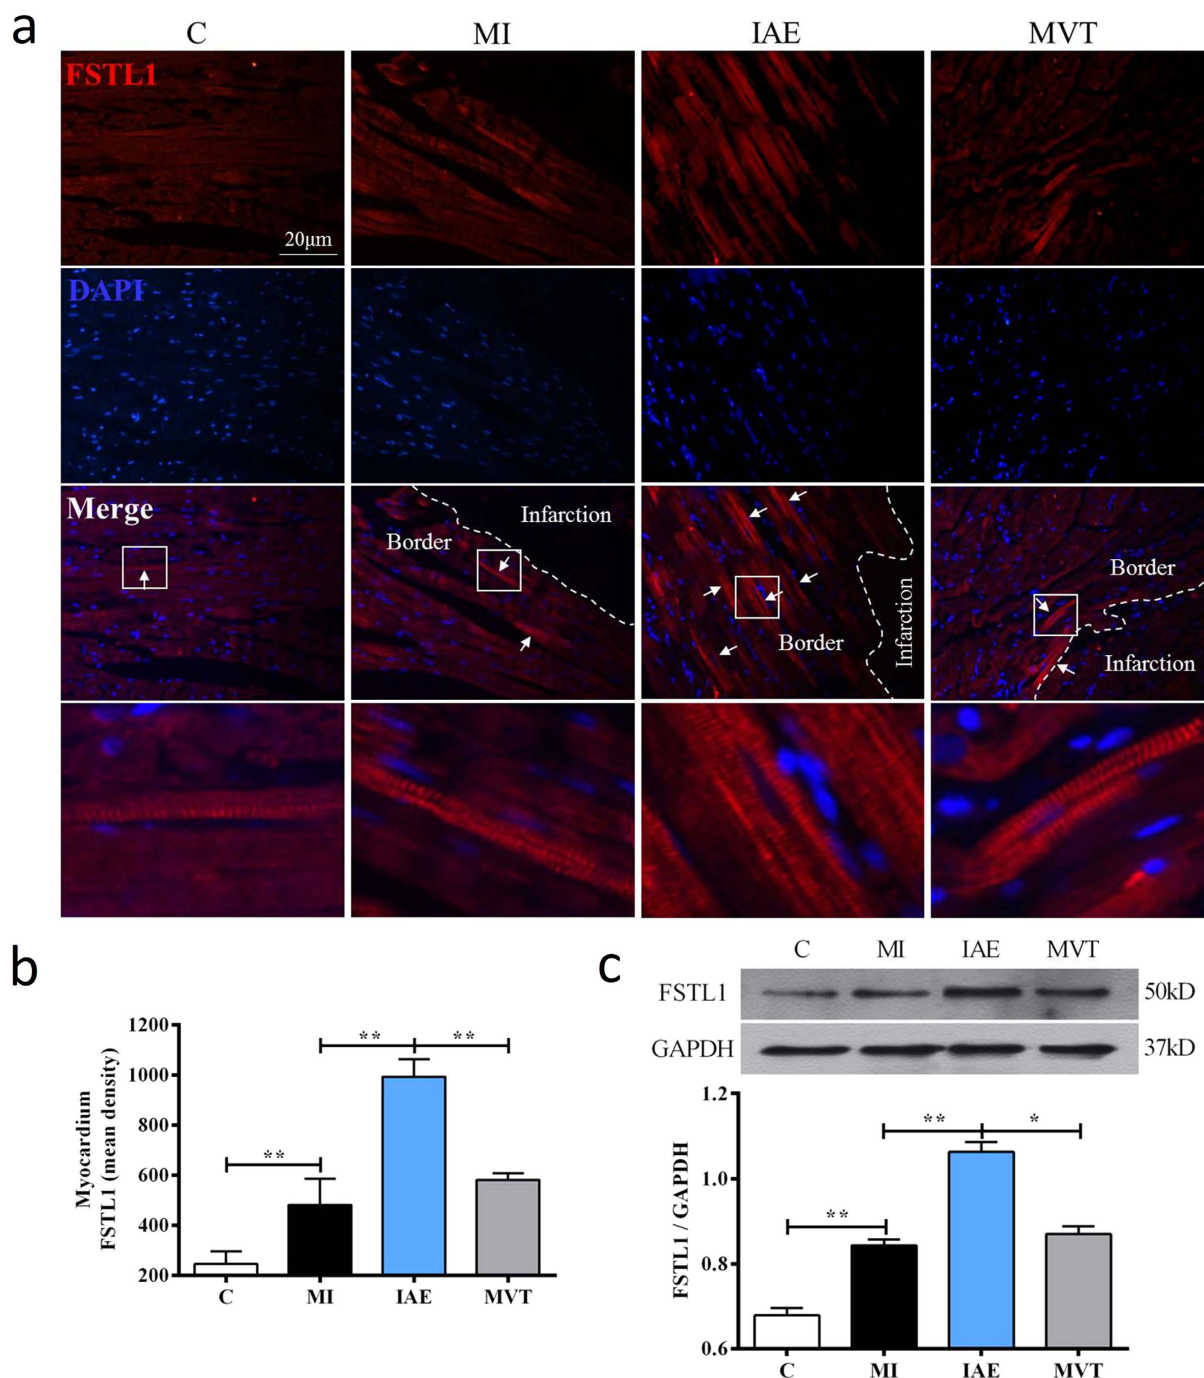 a
C MI IAE MVT
FSTL1
20μm
DAPI
Merge
Border
Infarction
Border
Infarction
Border
Infarction
b
1200
1000
800
600
400
200
Myocardium
FSTL1 (mean density)
** ** **
C MI IAE MVT
c
C MI IAE MVT
FSTL1 50kD
GAPDH 37kD
1.2
1.0
0.8
0.6
FSTL1 / GAPDH
** ** *
C MI IAE MVT